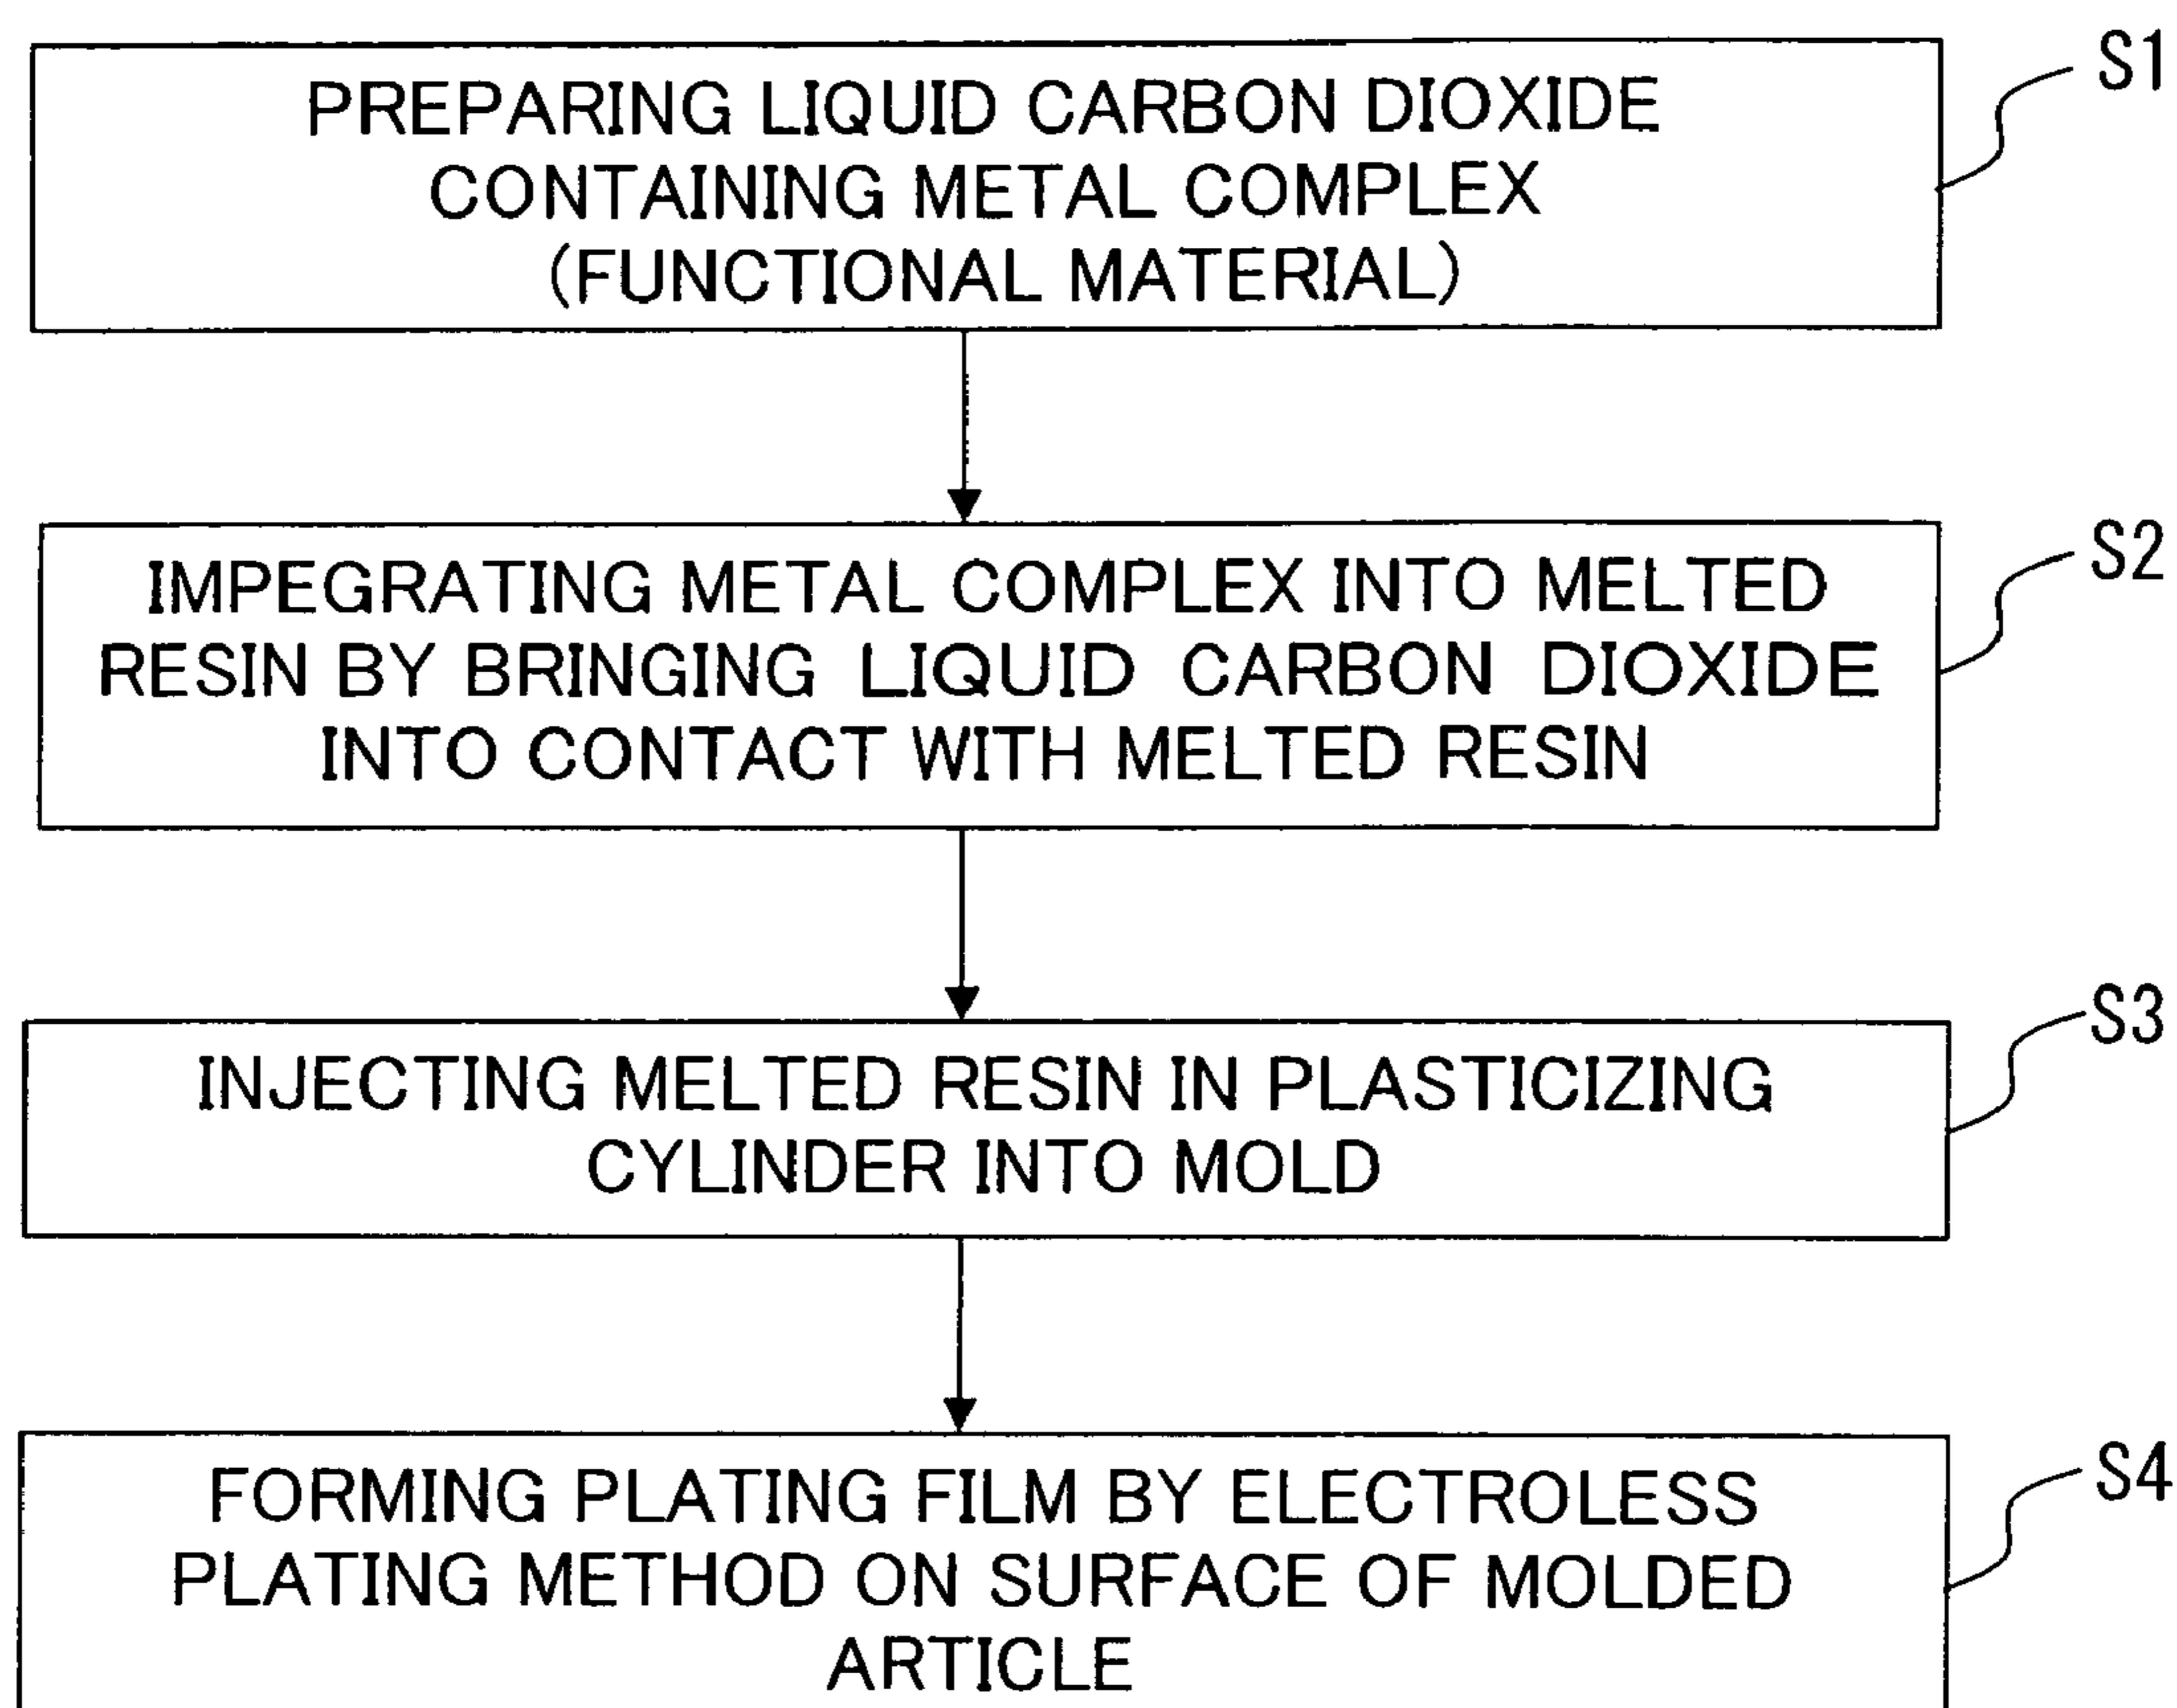 PREPARING LIQUID CARBON DIOXIDE
CONTAINING METAL COMPLEX
(FUNCTIONAL MATERIAL)
S1
IMPEGRATING METAL COMPLEX INTO MELTED
RESIN BY BRINGING LIQUID CARBON DIOXIDE
INTO CONTACT WITH MELTED RESIN
S2
INJECTING MELTED RESIN IN PLASTICIZING
CYLINDER INTO MOLD
S3
FORMING PLATING FILM BY ELECTROLESS
PLATING METHOD ON SURFACE OF MOLDED
ARTICLE
S4